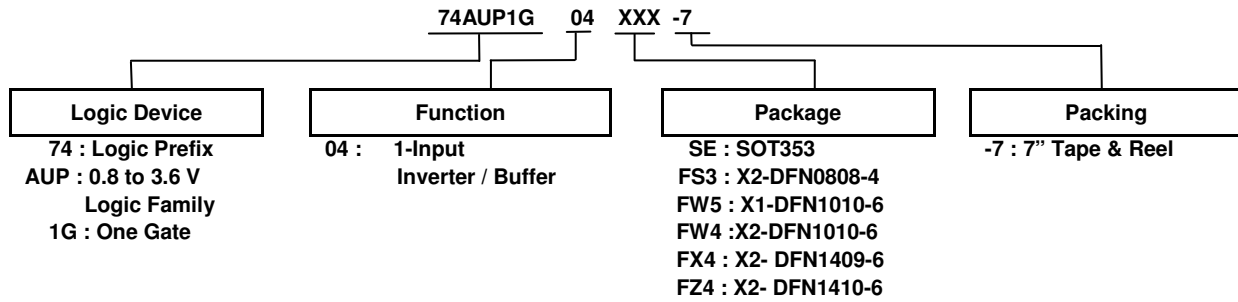 74AUP1G 04 XXX -7
Logic Device
74 : Logic Prefix
AUP : 0.8 to 3.6 V
Logic Family
1G : One Gate
Function
04 : 1-Input
Inverter / Buffer
Package
SE : SOT353
FS3 : X2-DFN0808-4
FW5 : X1-DFN1010-6
FW4 :X2-DFN1010-6
FX4 : X2- DFN1409-6
FZ4 : X2- DFN1410-6
Packing
-7 : 7” Tape & Reel